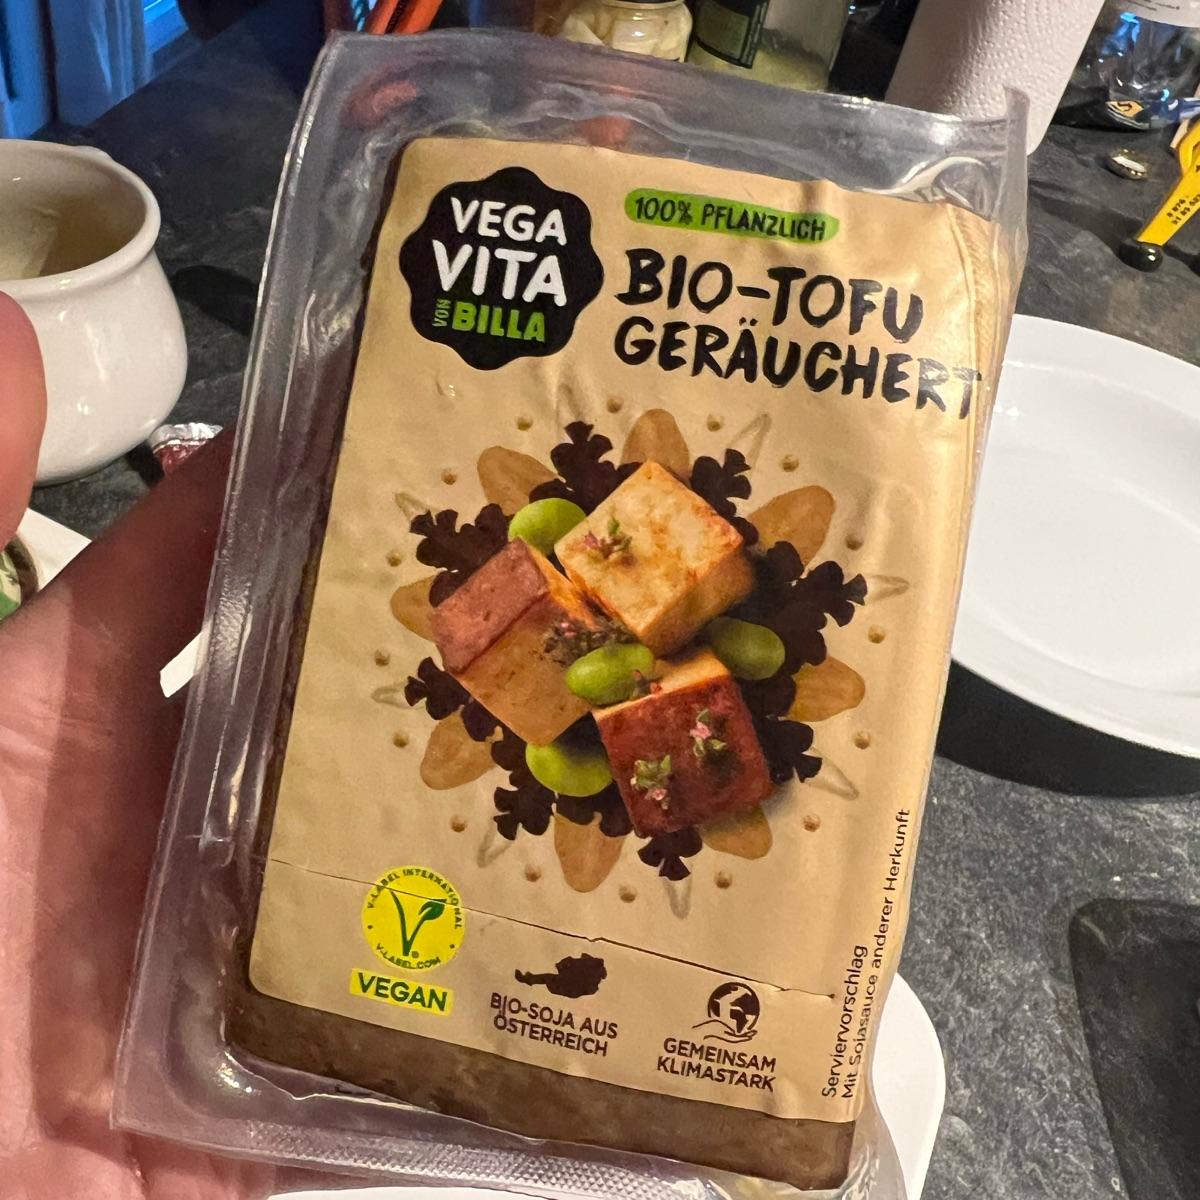 VEGA
VITA
VON BILLA
100% PFLANZLICH
BIO-TOFU
GERÄUCHERT
V-LABEL INTERNATIONAL
V-LABEL.COM
VEGAN
BIO-SOJA AUS
ÖSTERREICH
GEMEINSAM
KLIMASTARK
Serviervorschlag
Mit Sojasauce anderer Herkunft